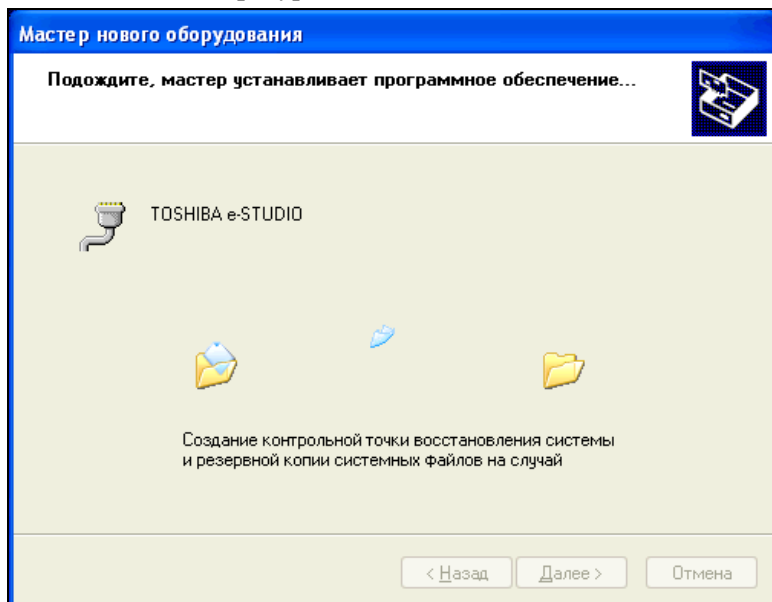 Мастер нового оборудования
Подождите, мастер устанавливает программное обеспечение...
TOSHIBA e-STUDIO
Создание контрольной точки восстановления системы
и резервной копии системных файлов на случай
< Назад Далее > Отмена